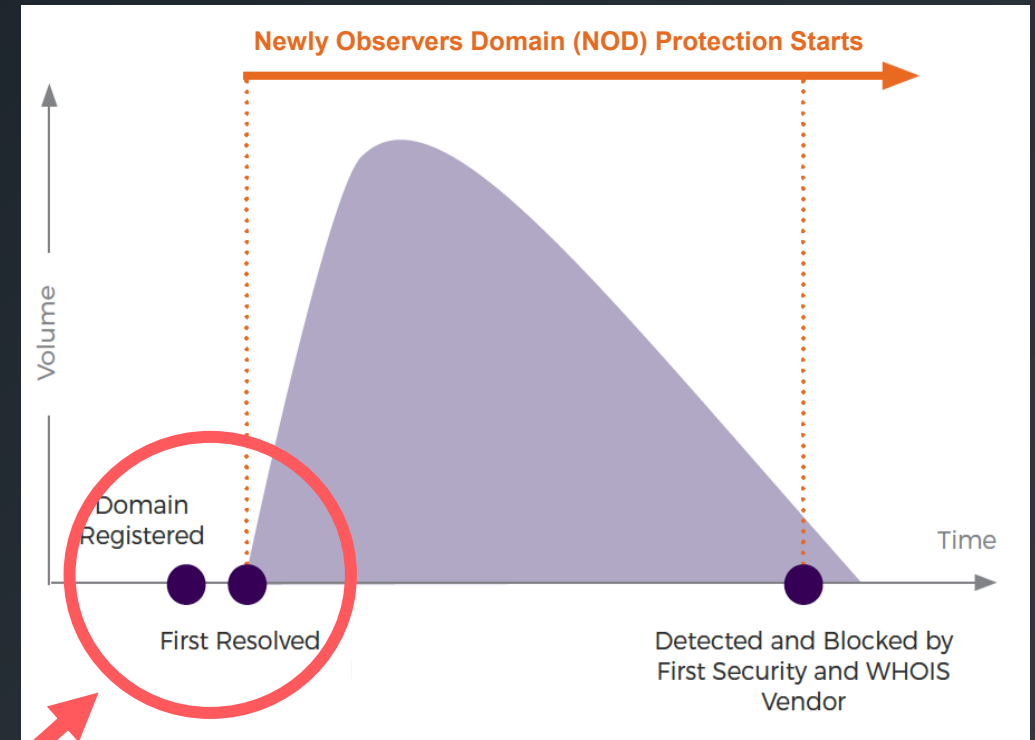 Newly Observers Domain (NOD) Protection Starts
Volume
Domain
Registered
Time
First Resolved
Detected and Blocked by
First Security and WHOIS
Vendor